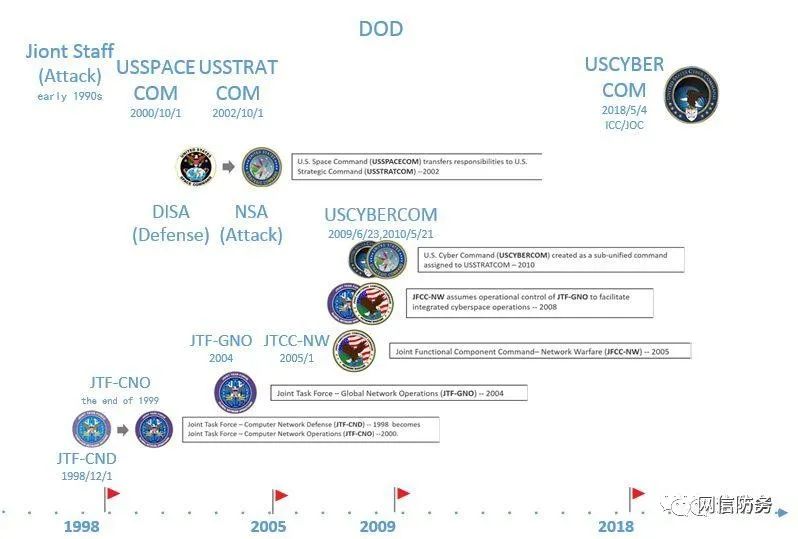 DOD
Jiont Staff
(Attack)
early 1990s
USSPACE
COM
2000/10/1
USSTRAT
COM
2002/10/1
USCYBER
COM
2018/5/4
ICC/JOC
U.S. Space Command (USSPACECOM) transfers responsibilities to U.S.
Strategic Command (USSTRATCOM) --2002
DISA
(Defense)
NSA
(Attack)
USCYBERCOM
2009/6/23,2010/5/21
U.S. Cyber Command (USCYBERCOM) created as a sub-unified command
assigned to USSTRATCOM – 2010
JFCC-NW assumes operational control of JTF-GNO to facilitate
integrated cyberspace operations -- 2008
JTF-GNO
2004
JTCC-NW
2005/1
Joint Functional Component Command– Network Warfare (JFCC-NW) -- 2005
JTF-CNO
the end of 1999
Joint Task Force – Global Network Operations (JTF-GNO) -- 2004
Joint Task Force – Computer Network Defense (JTF-CND) -- 1998 becomes
Joint Task Force – Computer Network Operations (JTF-CNO) --2000.
JTF-CND
1998/12/1
网信防务
1998
2005
2009
2018